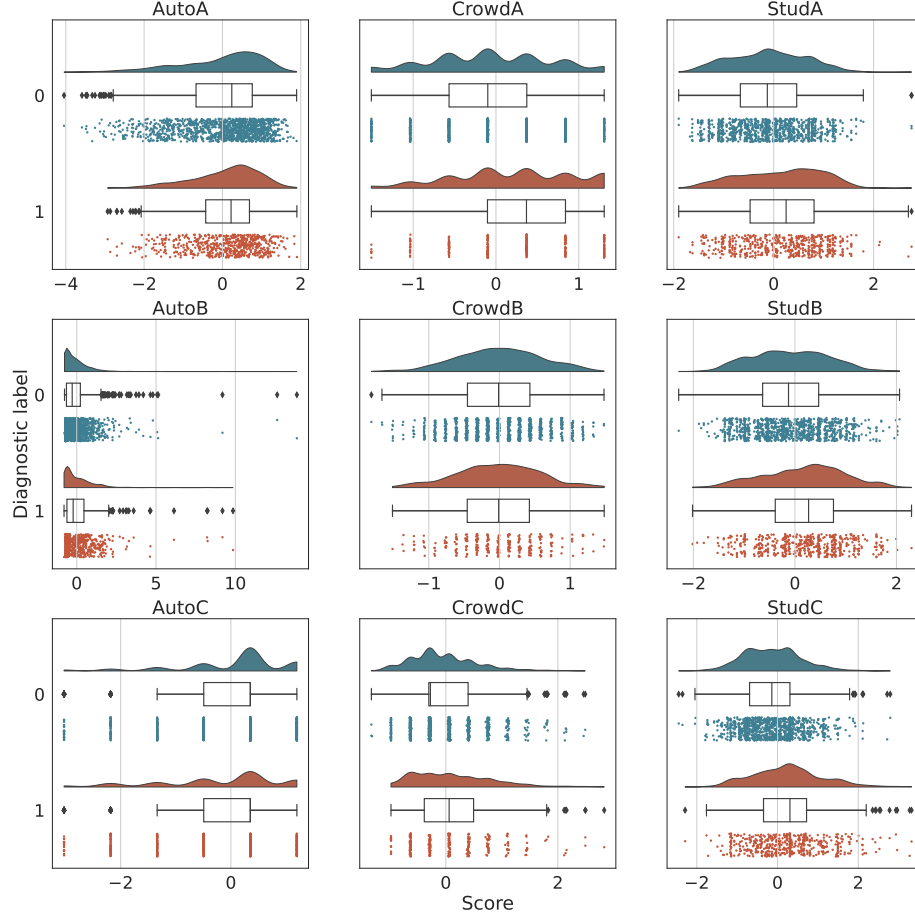 AutoA CrowdA StudA
0
1
−4 −2 0 2 −1 0 1 −2 0 2
AutoB CrowdB StudB
0
1
Diagnostic label
0 5 10 −1 0 1 −2 0 2
AutoC CrowdC StudC
0
1
−2 0 0 2 −2 0 2
Score